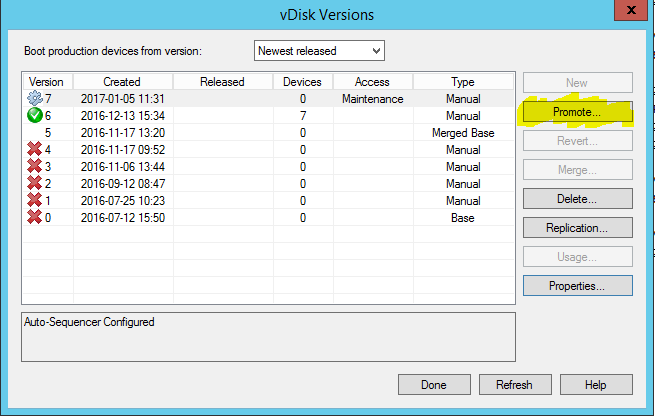 vDisk Versions
x
Boot production devices from version: Newest released
Version Created Released Devices Access Type
7 2017-01-05 11:31 0 Maintenance Manual
6 2016-12-13 15:34 7 Manual
5 2016-11-17 13:20 0 Merged Base
4 2016-11-17 09:52 0 Manual
3 2016-11-06 13:44 0 Manual
2 2016-09-12 08:47 0 Manual
1 2016-07-25 10:23 0 Manual
0 2016-07-12 15:50 0 Base
New
Promote...
Revert...
Merge...
Delete...
Replication...
Usage...
Properties...
Auto-Sequencer Configured
Done Refresh Help